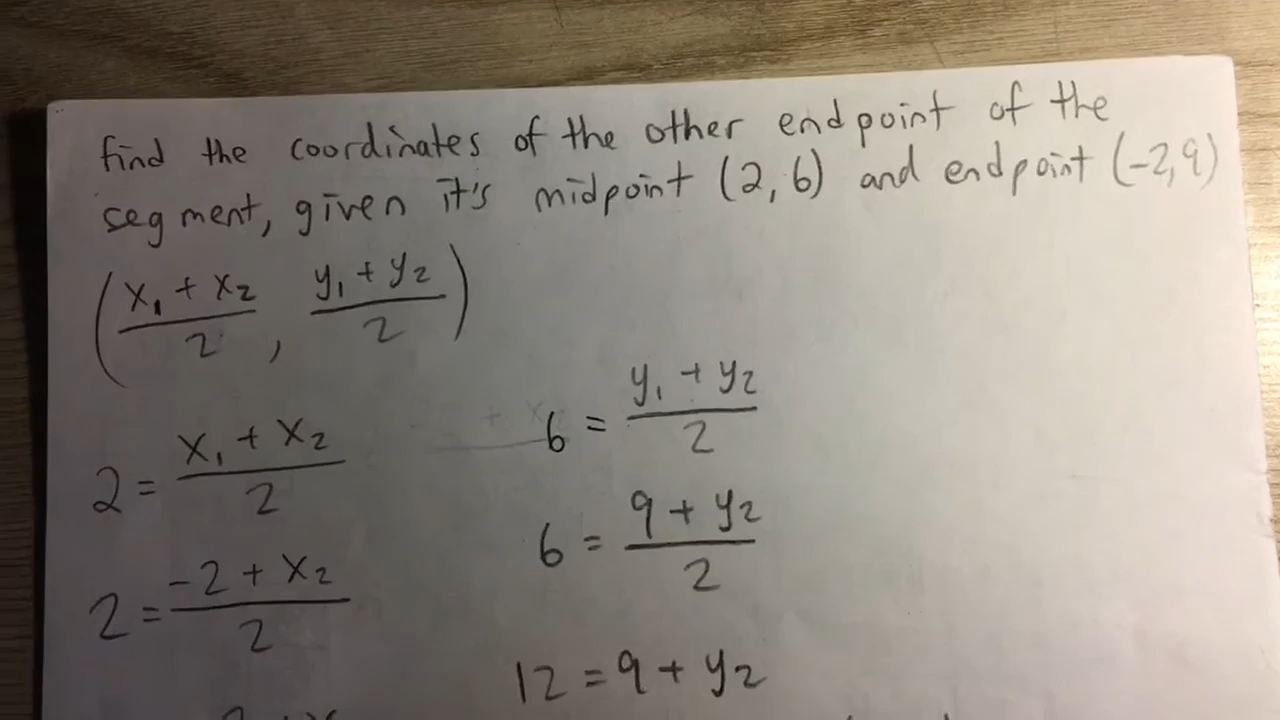 find the coordinates of the other endpoint of the
segment, given it's midpoint (2,6) and endpoint (-2,9)
(x₁ + x₂ / 2 , y₁ + y₂ / 2)
2 = x₁ + x₂ / 2
2 = -2 + x₂ / 2
6 = y₁ + y₂ / 2
6 = 9 + y₂ / 2
12 = 9 + y₂